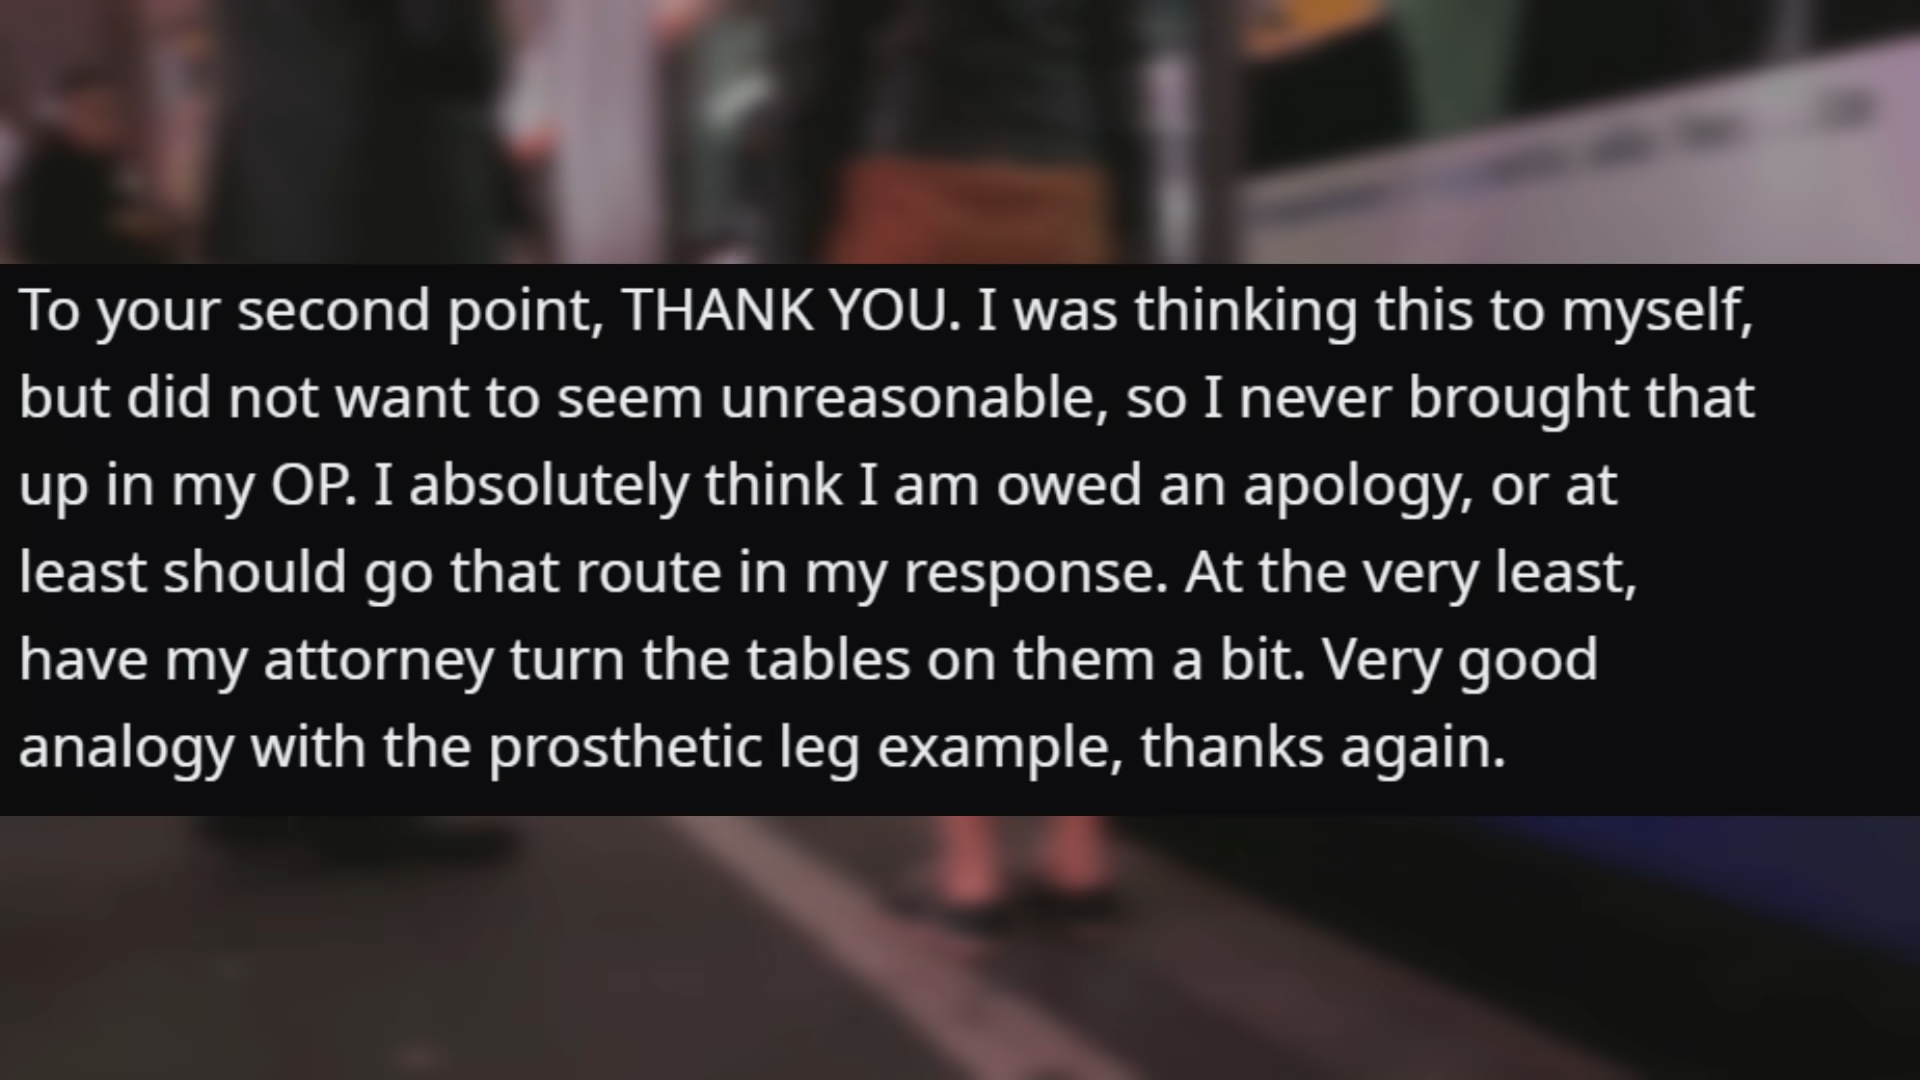 To your second point, THANK YOU. I was thinking this to myself,
but did not want to seem unreasonable, so I never brought that
up in my OP. I absolutely think I am owed an apology, or at
least should go that route in my response. At the very least,
have my attorney turn the tables on them a bit. Very good
analogy with the prosthetic leg example, thanks again.